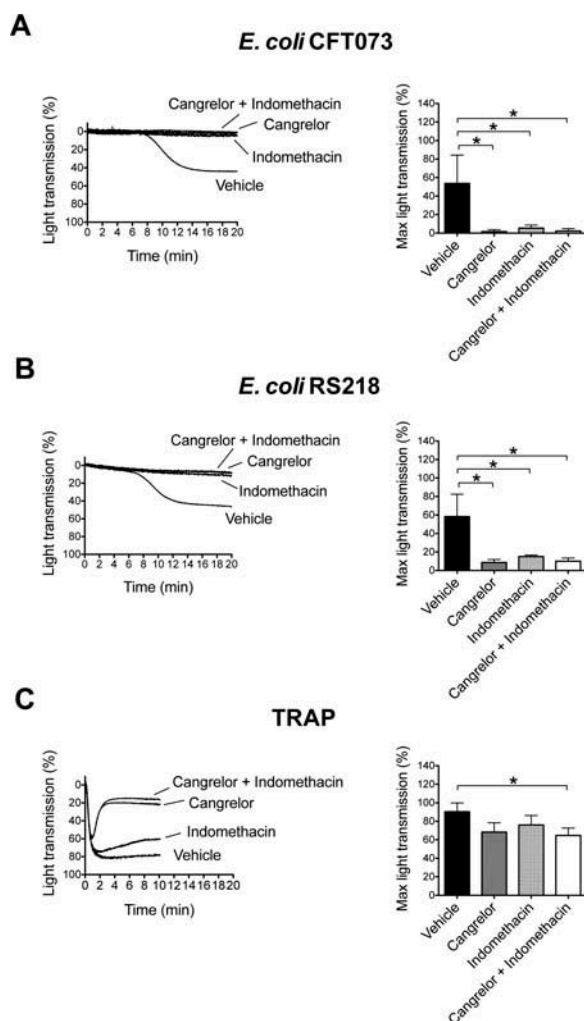 A
E. coli CFT073
Light transmission (%)
0
20
40
60
80
100
0 2 4 6 8 10 12 14 16 18 20
Time (min)
Cangrelor + Indomethacin
Cangrelor
Indomethacin
Vehicle
Max light transmission (%)
140
120
100
80
60
40
20
0
*
*
*
Vehicle
Cangrelor
Indomethacin
Cangrelor + Indomethacin
B
E. coli RS218
Light transmission (%)
0
20
40
60
80
100
0 2 4 6 8 10 12 14 16 18 20
Time (min)
Cangrelor + Indomethacin
Cangrelor
Indomethacin
Vehicle
Max light transmission (%)
140
120
100
80
60
40
20
0
*
*
*
Vehicle
Cangrelor
Indomethacin
Cangrelor + Indomethacin
C
TRAP
Light transmission (%)
0
20
40
60
80
100
0 2 4 6 8 10 12 14 16 18 20
Time (min)
Cangrelor + Indomethacin
Cangrelor
Indomethacin
Vehicle
Max light transmission (%)
140
120
100
80
60
40
20
0
*
Vehicle
Cangrelor
Indomethacin
Cangrelor + Indomethacin